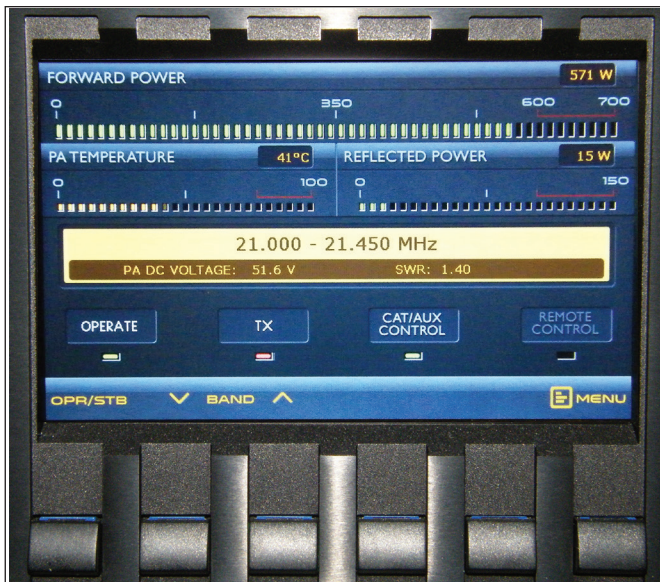 FORWARD POWER 571 W
0 350 600 700
PA TEMPERATURE 41°C REFLECTED POWER 15 W
0 100 0 150
21.000 - 21.450 MHz
PA DC VOLTAGE: 51.6 V SWR: 1.40
OPERATE TX CAT/AUX CONTROL REMOTE CONTROL
OPR/STB BAND MENU